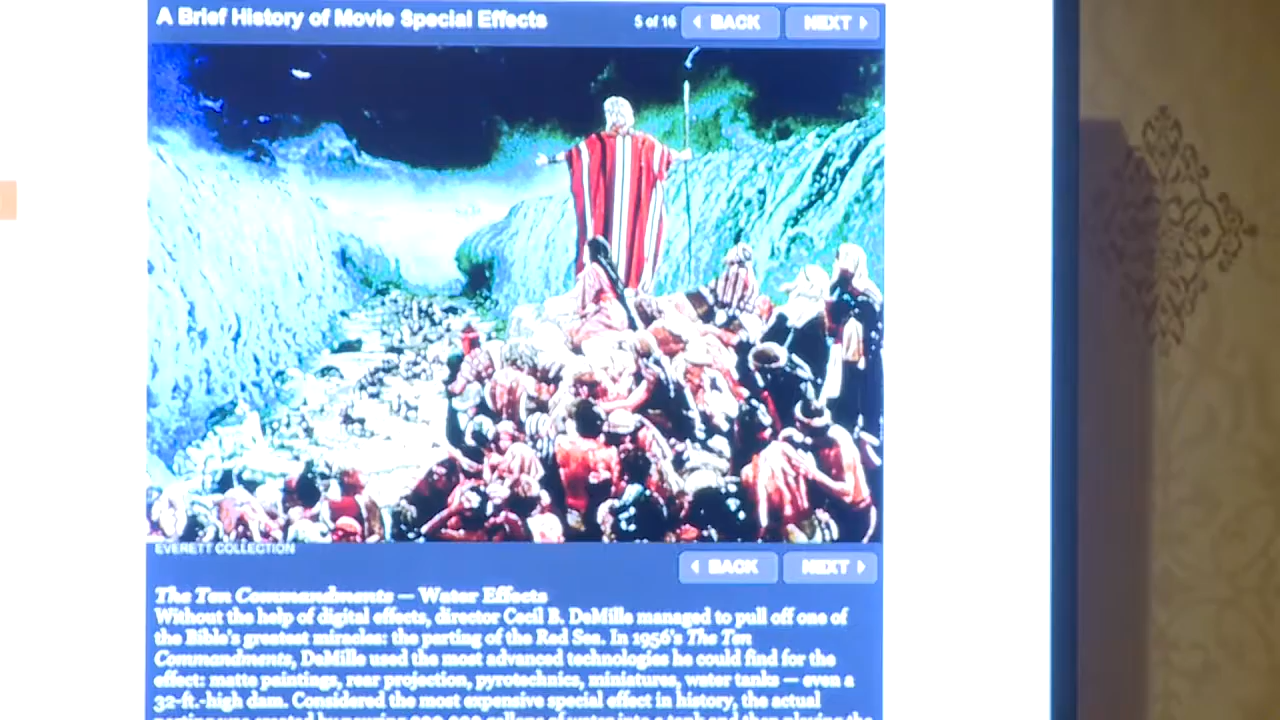 A Brief History of Movie Special Effects
5 of 16
BACK
NEXT
EVERETT COLLECTION
BACK
NEXT
The Ten Commandments — Water Effects
Without the help of digital effects, director Cecil B. DeMille managed to pull off one of
the Bible's greatest miracles: the parting of the Red Sea. In 1956's The Ten
Commandments, DeMille used the most advanced technologies he could find for the
effect: matte paintings, rear projection, pyrotechnics, miniatures, water tanks — even a
32-ft.-high dam. Considered the most expensive special effect in history, the actual